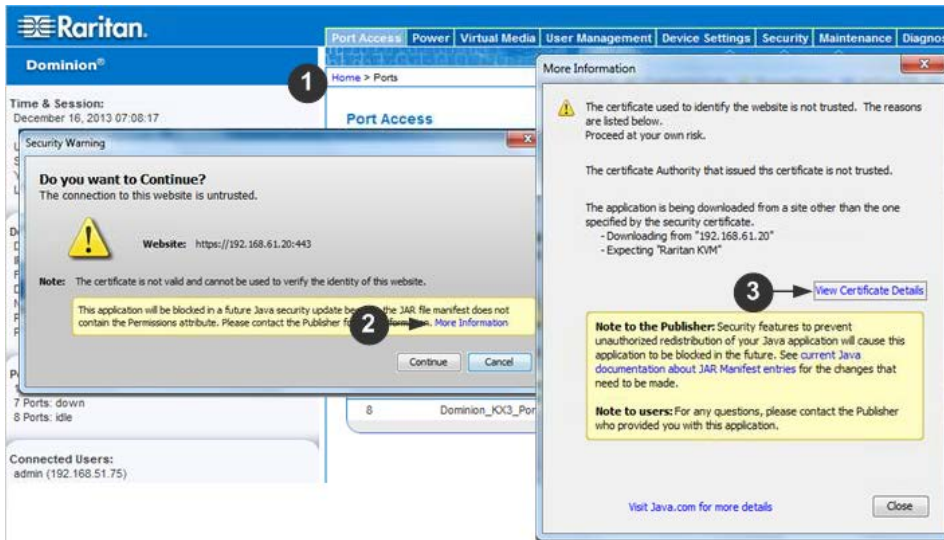 Raritan.
Port Access Power Virtual Media User Management Device Settings Security Maintenance Diagnos
Dominion®
1
Home > Ports
Time & Session:
December 16, 2013 07:08:17
Port Access
Security Warning
Do you want to Continue?
The connection to this website is untrusted.
Website: https://192.168.61.20:443
Note: The certificate is not valid and cannot be used to verify the identity of this website.
This application will be blocked in a future Java security update the JAR file manifest does not
contain the Permissions attribute. Please contact the Publisher
2
More Information
Continue
Cancel
7 Ports: down
8 Ports: idle
8 Dominion_KX3_Por
Connected Users:
admin (192.168.51.75)
More Information
The certificate used to identify the website is not trusted. The reasons
are listed below.
Proceed at your own risk.
The certificate Authority that issued ths certificate is not trusted.
The application is being downloaded from a site other than the one
specified by the security certificate.
- Downloading from "192.168.61.20"
- Expecting "Raritan KVM"
3
View Certificate Details
Note to the Publisher: Security features to prevent
unauthorized redistribution of your Java application will cause this
application to be blocked in the future. See current Java
documentation about JAR Manifest entries for the changes that
need to be made.
Note to users: For any questions, please contact the Publisher
who provided you with this application.
Visit Java.com for more details
Close